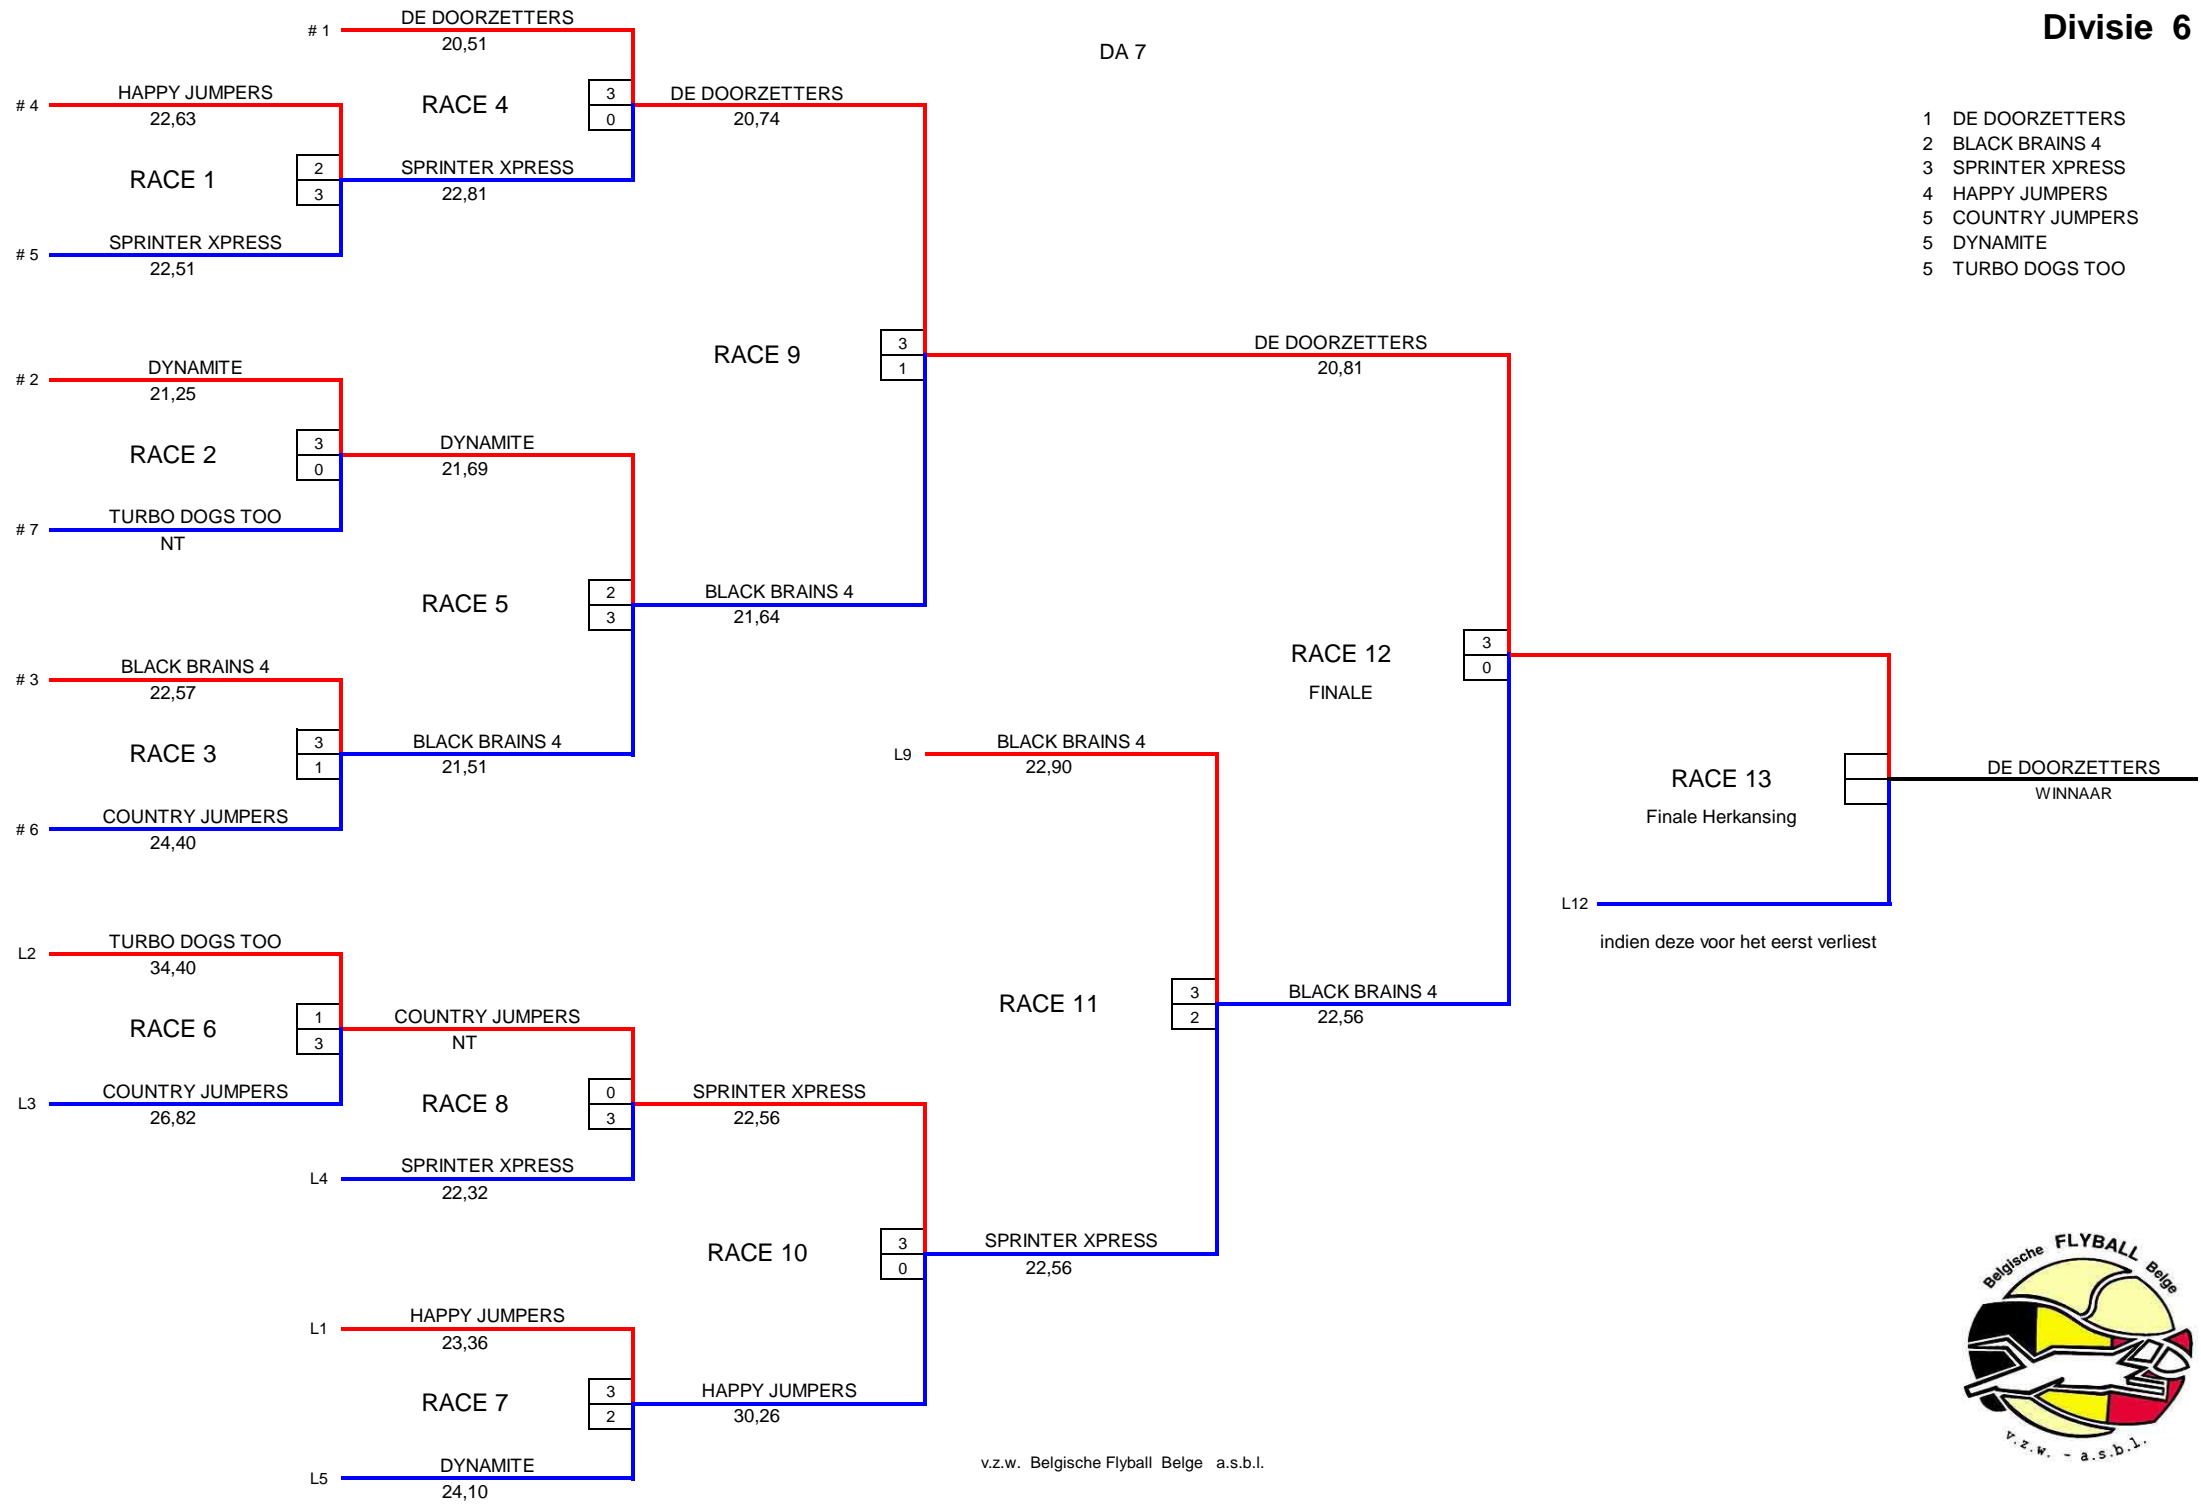 Divisie 6
DA 7
1 DE DOORZETTERS
2 BLACK BRAINS 4
3 SPRINTER XPRESS
4 HAPPY JUMPERS
5 COUNTRY JUMPERS
5 DYNAMITE
5 TURBO DOGS TOO
# 1 DE DOORZETTERS
20,51
RACE 4
3
0
DE DOORZETTERS
20,74
# 4 HAPPY JUMPERS
22,63
RACE 1
2
3
SPRINTER XPRESS
22,81
# 5 SPRINTER XPRESS
22,51
# 2 DYNAMITE
21,25
RACE 2
3
0
DYNAMITE
21,69
# 7 TURBO DOGS TOO
NT
RACE 5
2
3
BLACK BRAINS 4
21,64
# 3 BLACK BRAINS 4
22,57
RACE 3
3
1
BLACK BRAINS 4
21,51
# 6 COUNTRY JUMPERS
24,40
RACE 9
3
1
DE DOORZETTERS
20,81
RACE 12
FINALE
3
0
L9 BLACK BRAINS 4
22,90
RACE 13
Finale Herkansing
DE DOORZETTERS
WINNAAR
L12
indien deze voor het eerst verliest
L2 TURBO DOGS TOO
34,40
RACE 6
1
3
COUNTRY JUMPERS
NT
L3 COUNTRY JUMPERS
26,82
RACE 8
0
3
SPRINTER XPRESS
22,56
L4 SPRINTER XPRESS
22,32
RACE 11
3
2
BLACK BRAINS 4
22,56
RACE 10
3
0
SPRINTER XPRESS
22,56
L1 HAPPY JUMPERS
23,36
RACE 7
3
2
HAPPY JUMPERS
30,26
L5 DYNAMITE
24,10
v.z.w. Belgische Flyball Belge a.s.b.l.
Belgische FLYBALL Belge
v.z.w. - a.s.b.l.